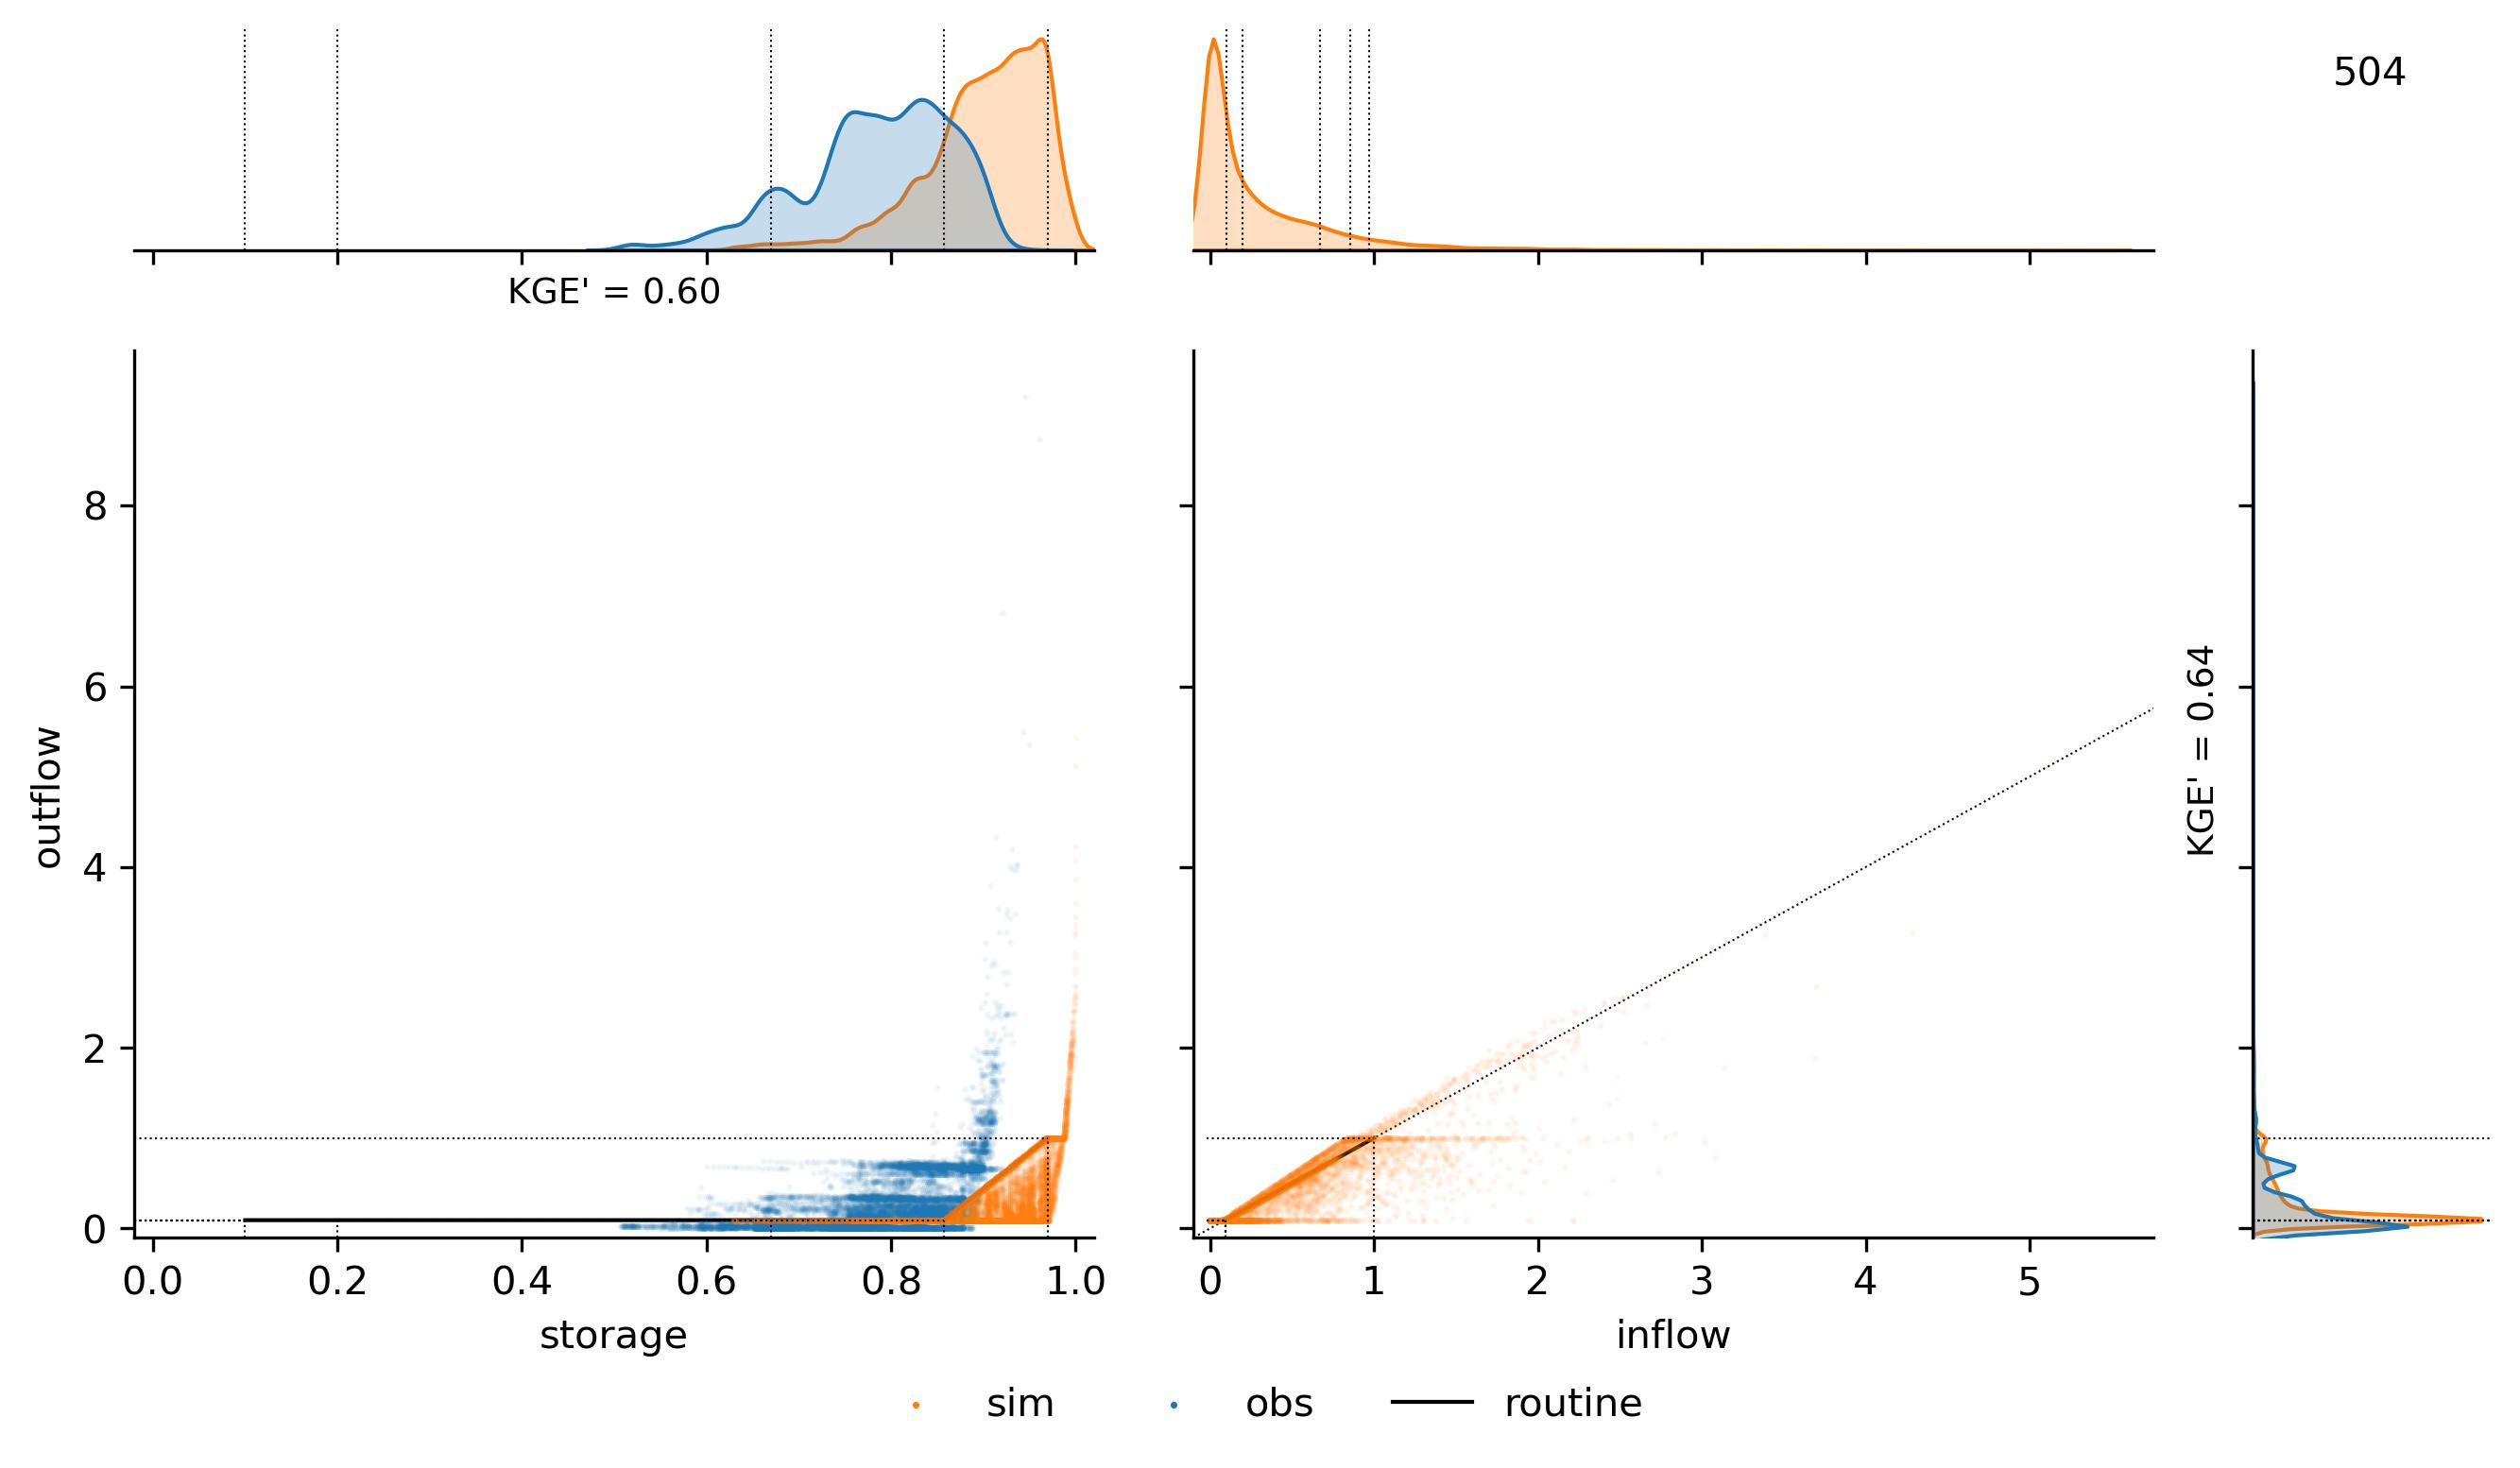 504
KGE' = 0.60
outflow
8
6
4
2
0
KGE' = 0.64
0.0 0.2 0.4 0.6 0.8 1.0
0 1 2 3 4 5
storage
inflow
sim obs routine